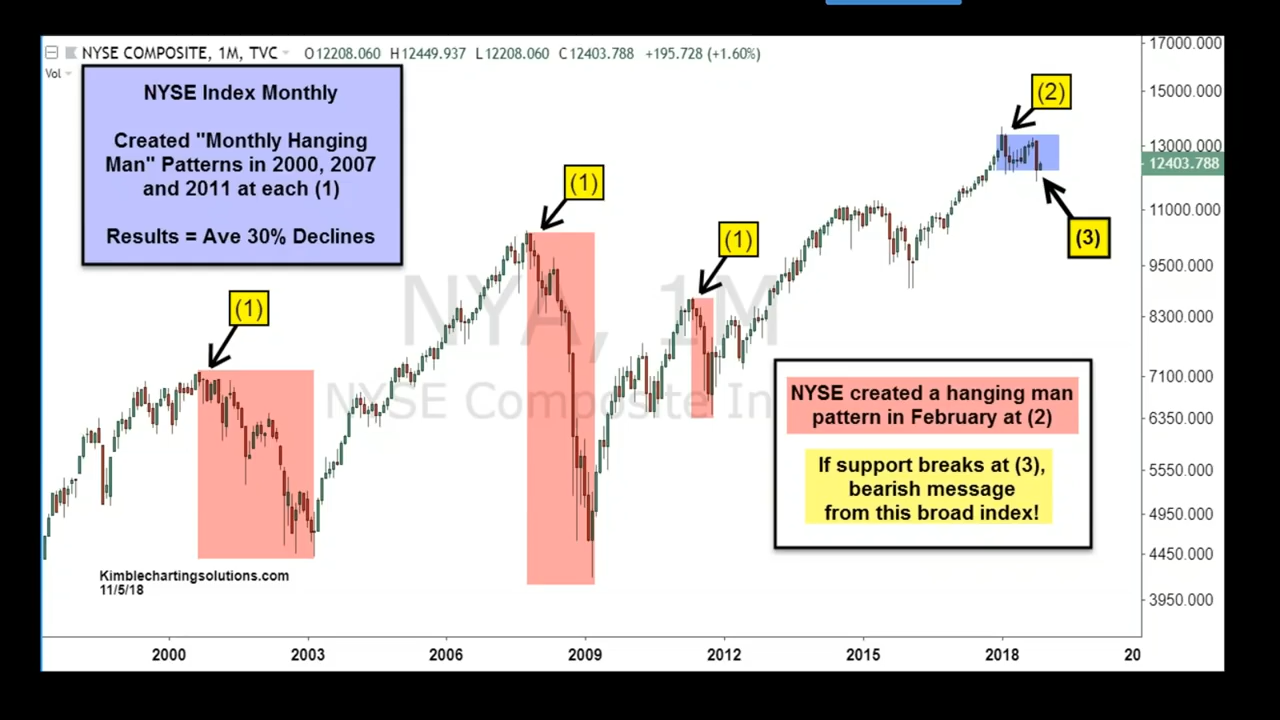 NYSE COMPOSITE, 1M, TVC O12208.060 H12449.937 L12208.060 C12403.788 +195.728 (+1.60%)
Vol
NYSE Index Monthly
Created "Monthly Hanging
Man" Patterns in 2000, 2007
and 2011 at each (1)
Results = Ave 30% Declines
(1)
(1)
(1)
(2)
(3)
NYA, 1M
NYSE Composite In
NYSE created a hanging man
pattern in February at (2)
If support breaks at (3),
bearish message
from this broad index!
Kimblechartingsolutions.com
11/5/18
17000.000
15000.000
13000.000
12403.788
11000.000
9500.000
8300.000
7100.000
6350.000
5550.000
4950.000
4450.000
3950.000
2000 2003 2006 2009 2012 2015 2018 20